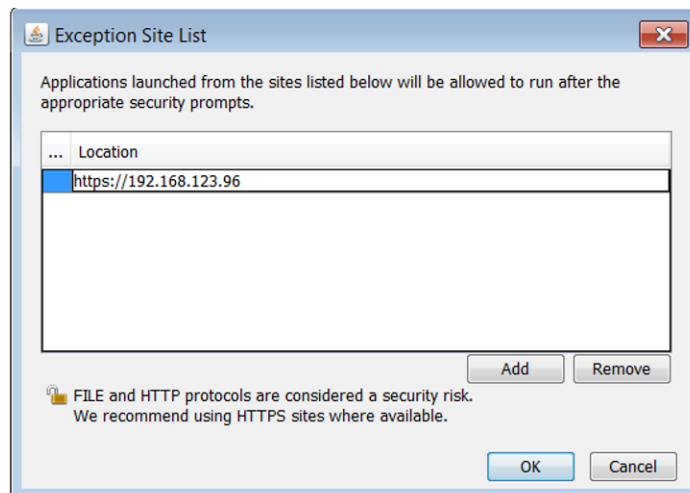 Exception Site List
Applications launched from the sites listed below will be allowed to run after the
appropriate security prompts.
... Location
https://192.168.123.96
Add Remove
FILE and HTTP protocols are considered a security risk.
We recommend using HTTPS sites where available.
OK Cancel